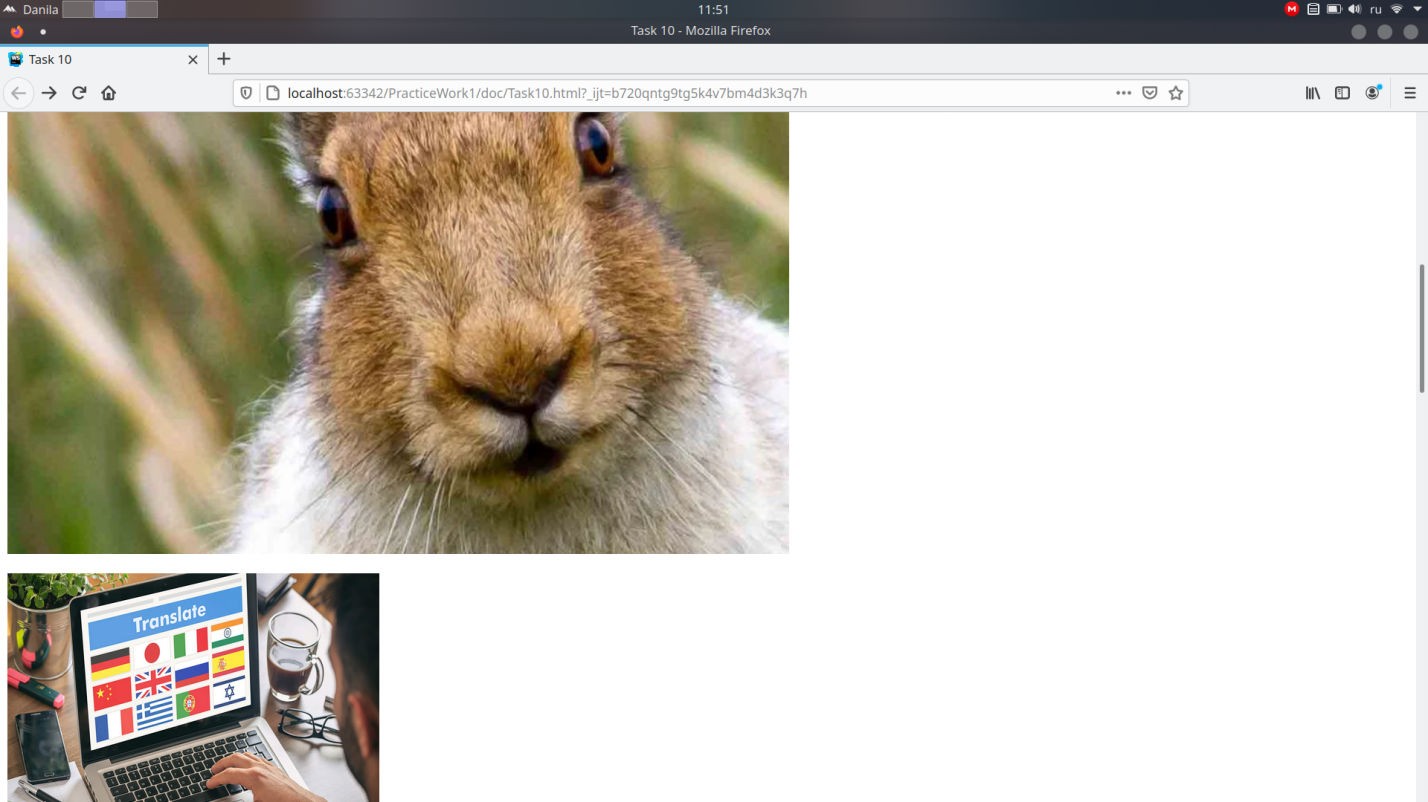 Danila
11:51
ru
Task 10 - Mozilla Firefox
Task 10
localhost:63342/PracticeWork1/doc/Task10.html?_ijt=b720qntg9tg5k4v7bm4d3k3q7h
Translate